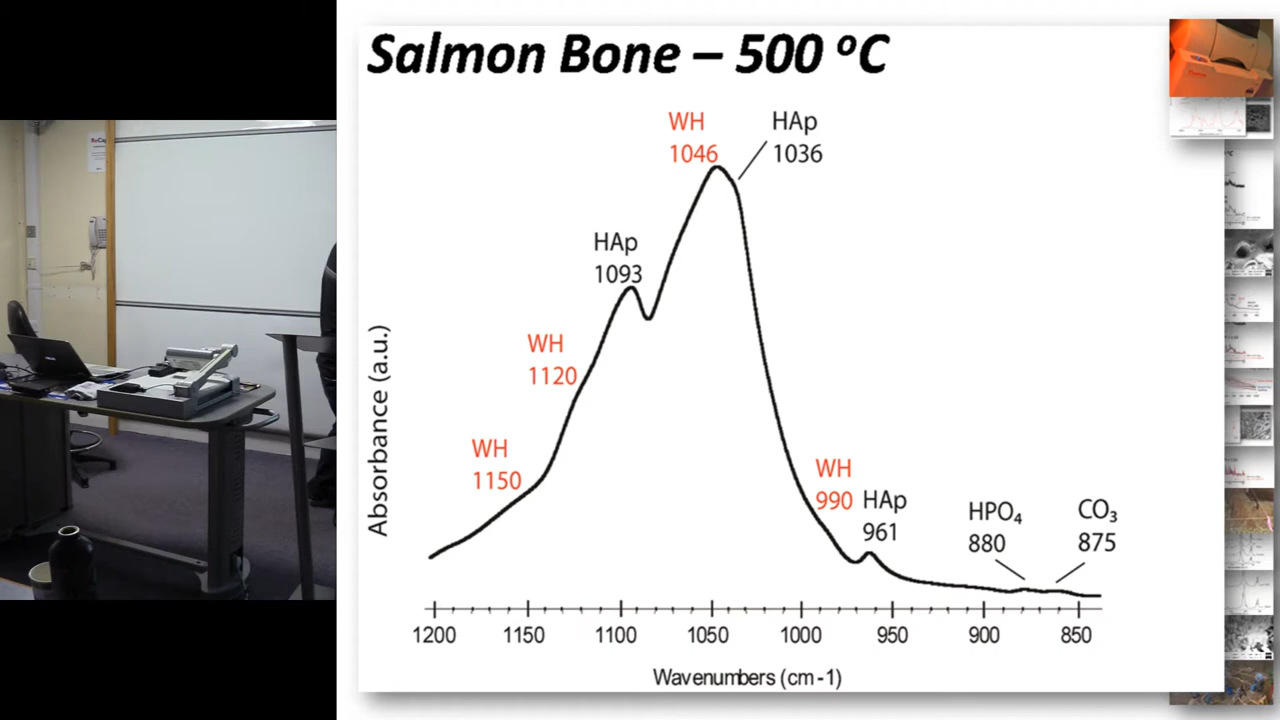 Salmon Bone – 500 ºC
WH
1046
HAp
1036
HAp
1093
WH
1120
WH
1150
WH
990
HAp
961
HPO₄
880
CO₃
875
Absorbance (a.u.)
1200 1150 1100 1050 1000 950 900 850
Wavenumbers (cm-1)